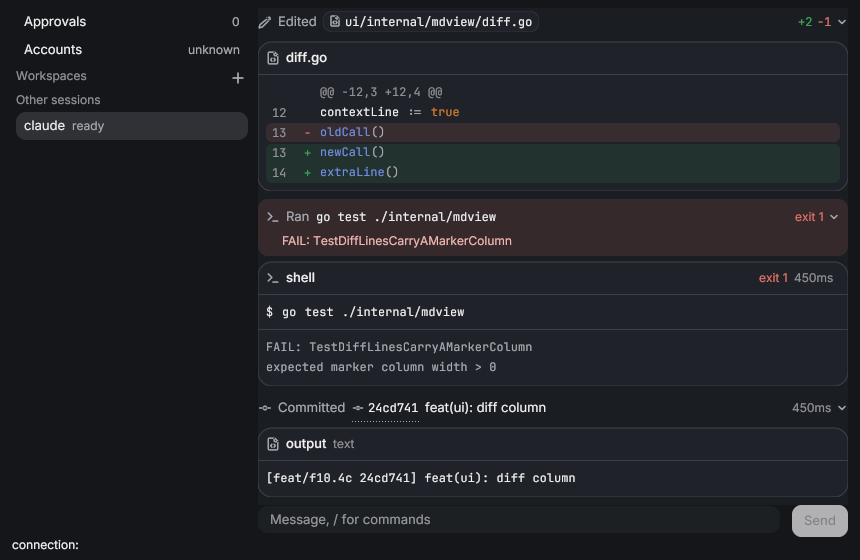 Approvals 0
Accounts unknown
Workspaces +
Other sessions
claude ready
connection:
Edited ui/internal/mdview/diff.go +2 -1
diff.go
@@ -12,3 +12,4 @@
12 contextLine := true
13 - oldCall()
13 + newCall()
14 + extraLine()
Ran go test ./internal/mdview exit 1
FAIL: TestDiffLinesCarryAMarkerColumn
shell exit 1 450ms
$ go test ./internal/mdview
FAIL: TestDiffLinesCarryAMarkerColumn
expected marker column width > 0
Committed 24cd741 feat(ui): diff column 450ms
output text
[feat/f10.4c 24cd741] feat(ui): diff column
Message, / for commands Send